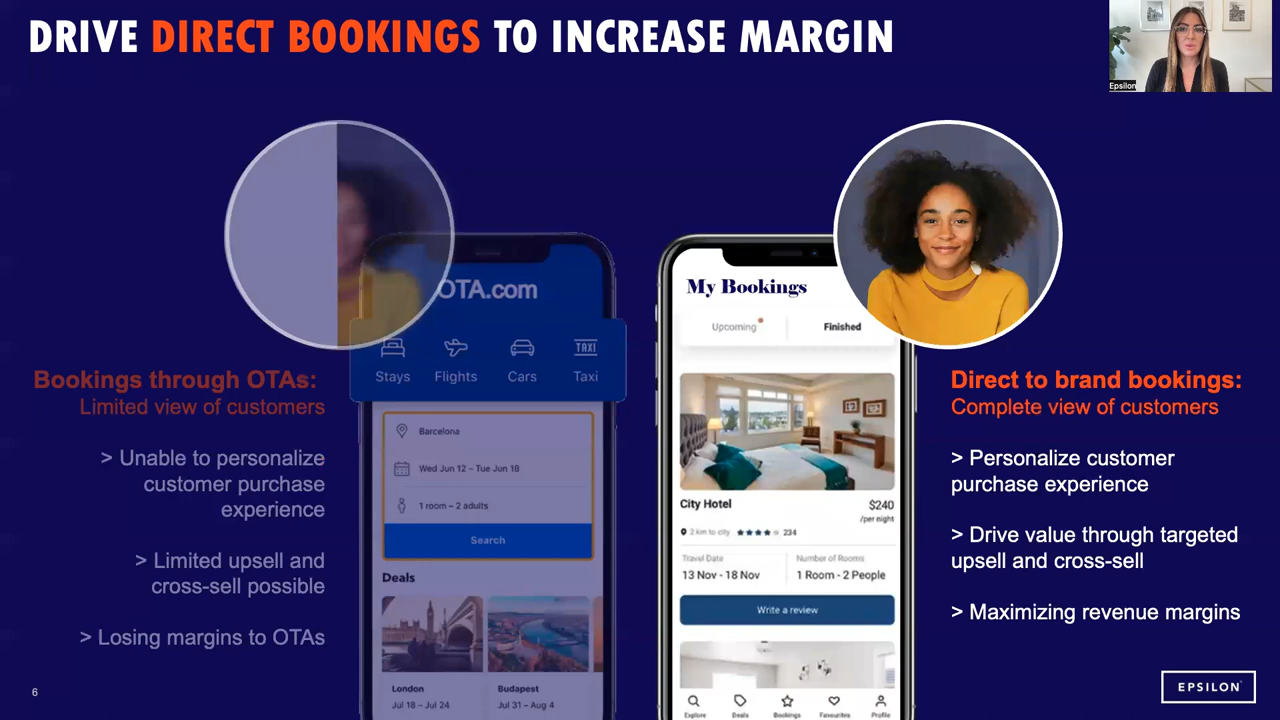 DRIVE DIRECT BOOKINGS TO INCREASE MARGIN
Epsilon
Bookings through OTAs:
Limited view of customers
> Unable to personalize
customer purchase
experience
> Limited upsell and
cross-sell possible
> Losing margins to OTAs
OTA.com
Stays Flights Cars Taxi
TAXI
Barcelona
Wed Jun 12 – Tue Jun 18
1 room – 2 adults
Search
Deals
London Budapest
Jul 18 – Jul 24 Jul 31 – Aug 4
My Bookings
Upcoming Finished
City Hotel $240
/per night
2 km to city 234
Travel Date Number of Rooms
13 Nov - 18 Nov 1 Room - 2 People
Write a review
Explore Deals Bookings Favourites Profile
Direct to brand bookings:
Complete view of customers
> Personalize customer
purchase experience
> Drive value through targeted
upsell and cross-sell
> Maximizing revenue margins
6
EPSILON